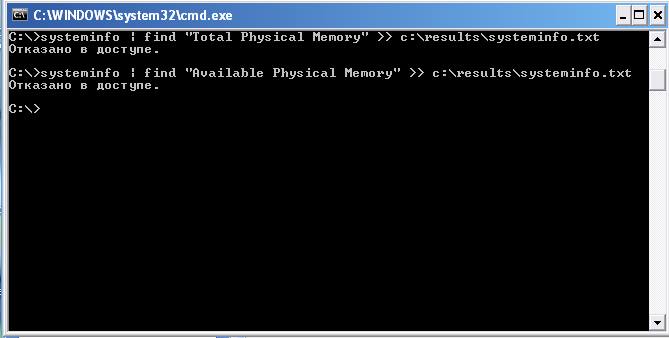 C:\WINDOWS\system32\cmd.exe
C:\>systeminfo | find "Total Physical Memory" >> c:\results\systeminfo.txt
Отказано в доступе.
C:\>systeminfo | find "Available Physical Memory" >> c:\results\systeminfo.txt
Отказано в доступе.
C:\>